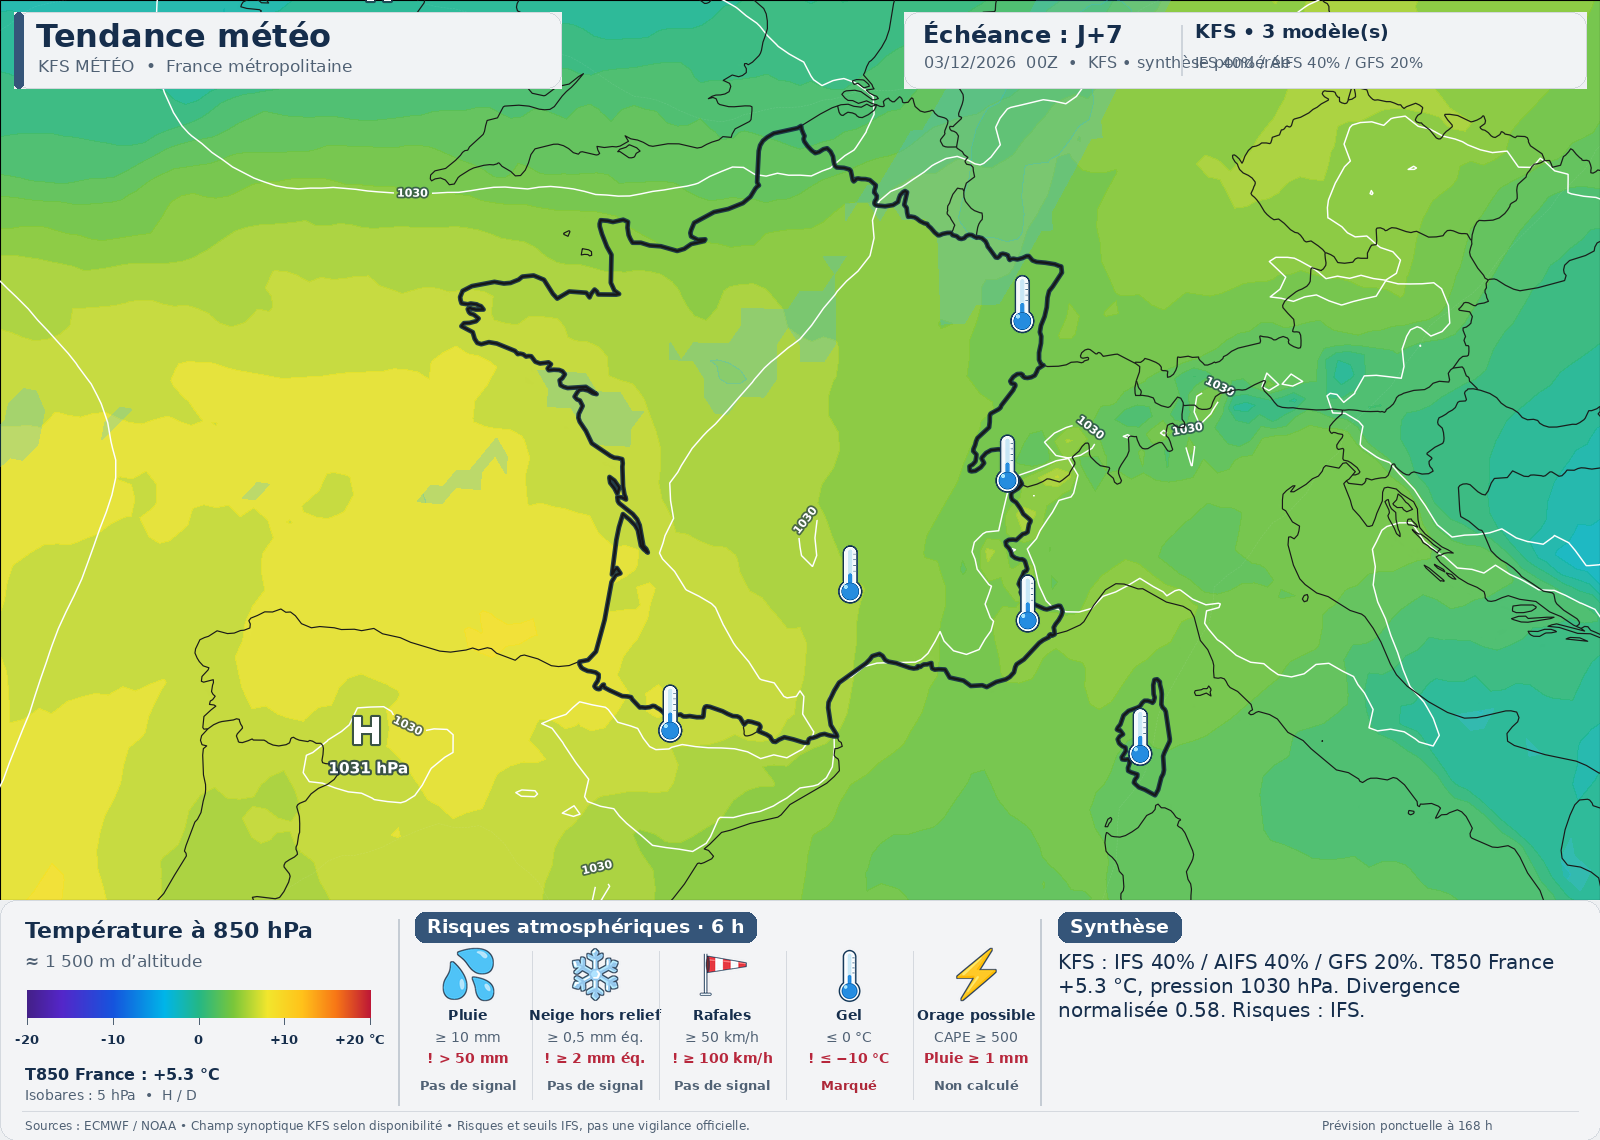 Tendance météo
KFS MÉTÉO • France métropolitaine
Échéance : J+7
03/12/2026 00Z • KFS • synthèse pondérée
KFS • 3 modèle(s)
IFS 40% / AIFS 40% / GFS 20%
1030
1030
1030
1030
1030
H
1030
1031 hPa
1030
Température à 850 hPa
≈ 1 500 m d’altitude
-20
-10
0
+10
+20 °C
T850 France : +5.3 °C
Isobares : 5 hPa • H / D
Risques atmosphériques · 6 h
Pluie
≥ 10 mm
! > 50 mm
Pas de signal
Neige hors relief
≥ 0,5 mm éq.
! ≥ 2 mm éq.
Pas de signal
Rafales
≥ 50 km/h
! ≥ 100 km/h
Pas de signal
Gel
≤ 0 °C
! ≤ −10 °C
Marqué
Orage possible
CAPE ≥ 500
Pluie ≥ 1 mm
Non calculé
Synthèse
KFS : IFS 40% / AIFS 40% / GFS 20%. T850 France
+5.3 °C, pression 1030 hPa. Divergence
normalisée 0.58. Risques : IFS.
Sources : ECMWF / NOAA • Champ synoptique KFS selon disponibilité • Risques et seuils IFS, pas une vigilance officielle.
Prévision ponctuelle à 168 h